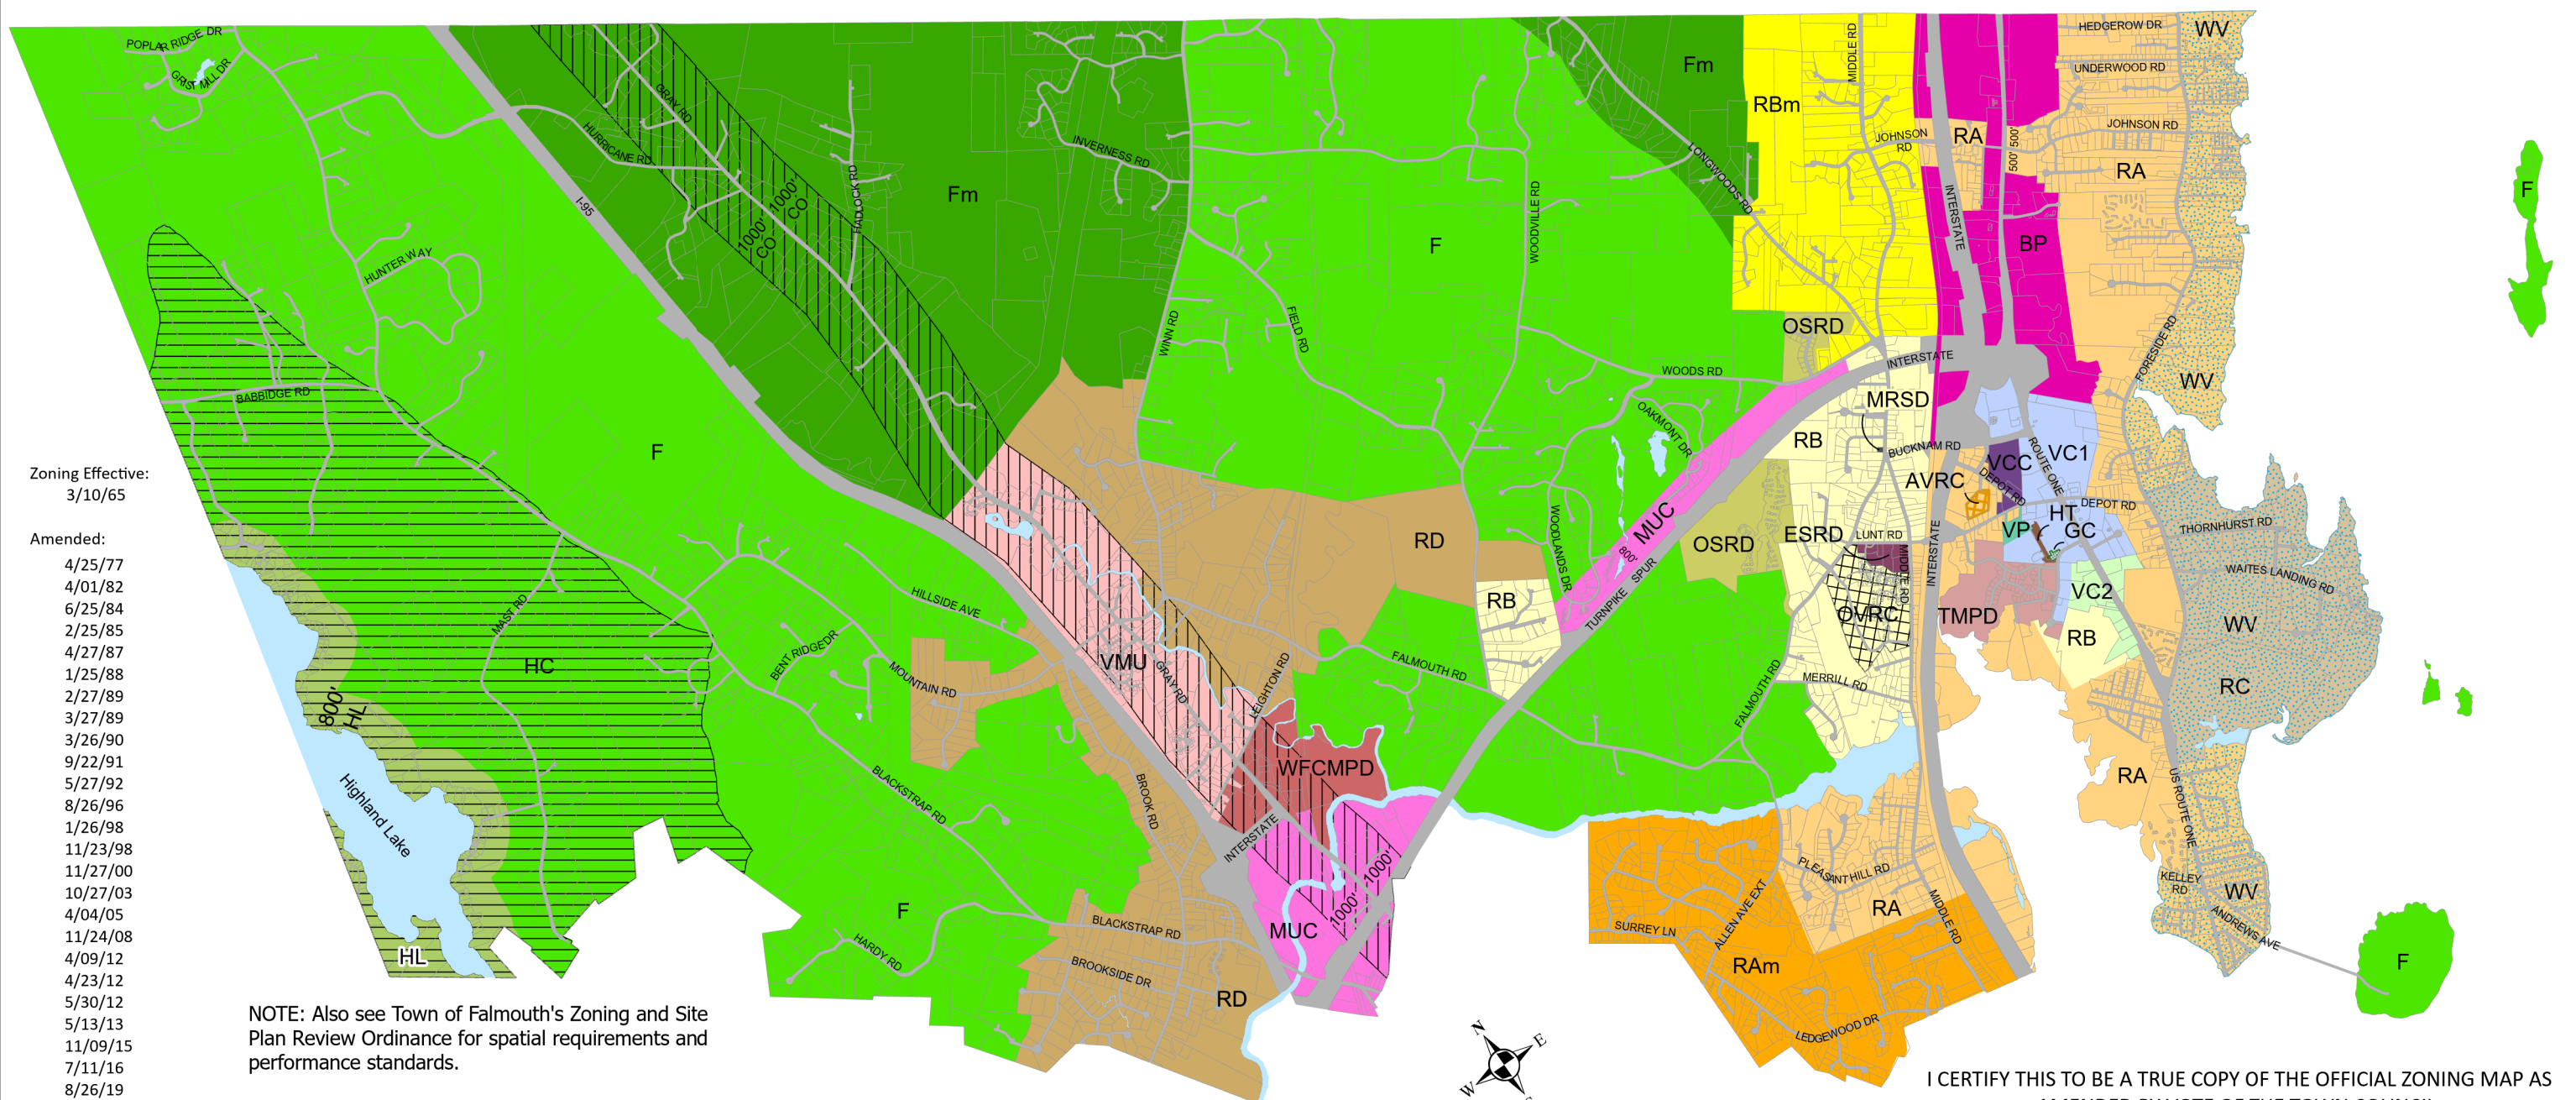 POPLAR RIDGE DR
GRIST MILL DR
GRAY RD
HURRICANE RD
I-95
HADLOCK RD
1000' 1000'
CO CO
Fm
INVERNESS RD
WINN RD
FIELD RD
F
WOODVILLE RD
LONGWOODS RD
Fm
RBm
MIDDLE RD
JOHNSON
RD
RA
500' 500'
INTERSTATE
BP
HEDGEROW DR
WV
UNDERWOOD RD
JOHNSON RD
RA
FORESIDE RD
WV
F
HUNTER WAY
BABBIDGE RD
F
OSRD
WOODS RD
INTERSTATE
OAKMONT DR
MRSD
RB
BUCKNAM RD
VCC
VC1
ROUTE ONE
AVRC
DEPOT RD
DEPOT RD
HT
VP
GC
THORNHURST RD
WAITES LANDING RD
Zoning Effective:
3/10/65
Amended:
4/25/77
4/01/82
6/25/84
2/25/85
4/27/87
1/25/88
2/27/89
3/27/89
3/26/90
9/22/91
5/27/92
8/26/96
1/26/98
11/23/98
11/27/00
10/27/03
4/04/05
11/24/08
4/09/12
4/23/12
5/30/12
5/13/13
11/09/15
7/11/16
8/26/19
MAST RD
HC
800'
HL
Highland Lake
HL
HILLSIDE AVE
BENT RIDGE DR
MOUNTAIN RD
BLACKSTRAP RD
F
HARDY RD
VMU
GRAY RD
LEIGHTON RD
BROOK RD
WFCMPD
INTERSTATE
1000' 1000'
MUC
BLACKSTRAP RD
BROOKSIDE DR
RD
RD
RB
WOODLANDS DR
MUC
800'
TURNPIKE SPUR
FALMOUTH RD
OSRD
ESRD
LUNT RD
MIDDLE RD
INTERSTATE
OVRC
TMPD
VC2
RB
WV
RC
FALMOUTH RD
MERRILL RD
RA
US ROUTE ONE
PLEASANT HILL RD
RA
MIDDLE RD
ALLEN AVE EXT
SURREY LN
RAm
LEDGEWOOD DR
KELLEY
RD
WV
ANDREWS AVE
F
NOTE: Also see Town of Falmouth's Zoning and Site
Plan Review Ordinance for spatial requirements and
performance standards.
N
E
W
I CERTIFY THIS TO BE A TRUE COPY OF THE OFFICIAL ZONING MAP AS